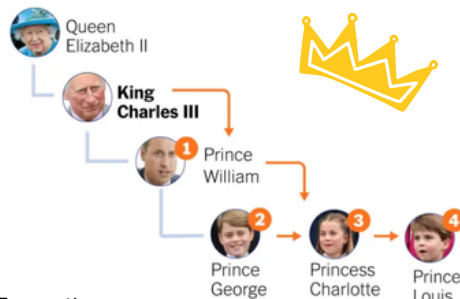 Queen
Elizabeth II
King
Charles III
1
Prince
William
2
3
4
Prince
George
Princess
Charlotte
Prince
Louis